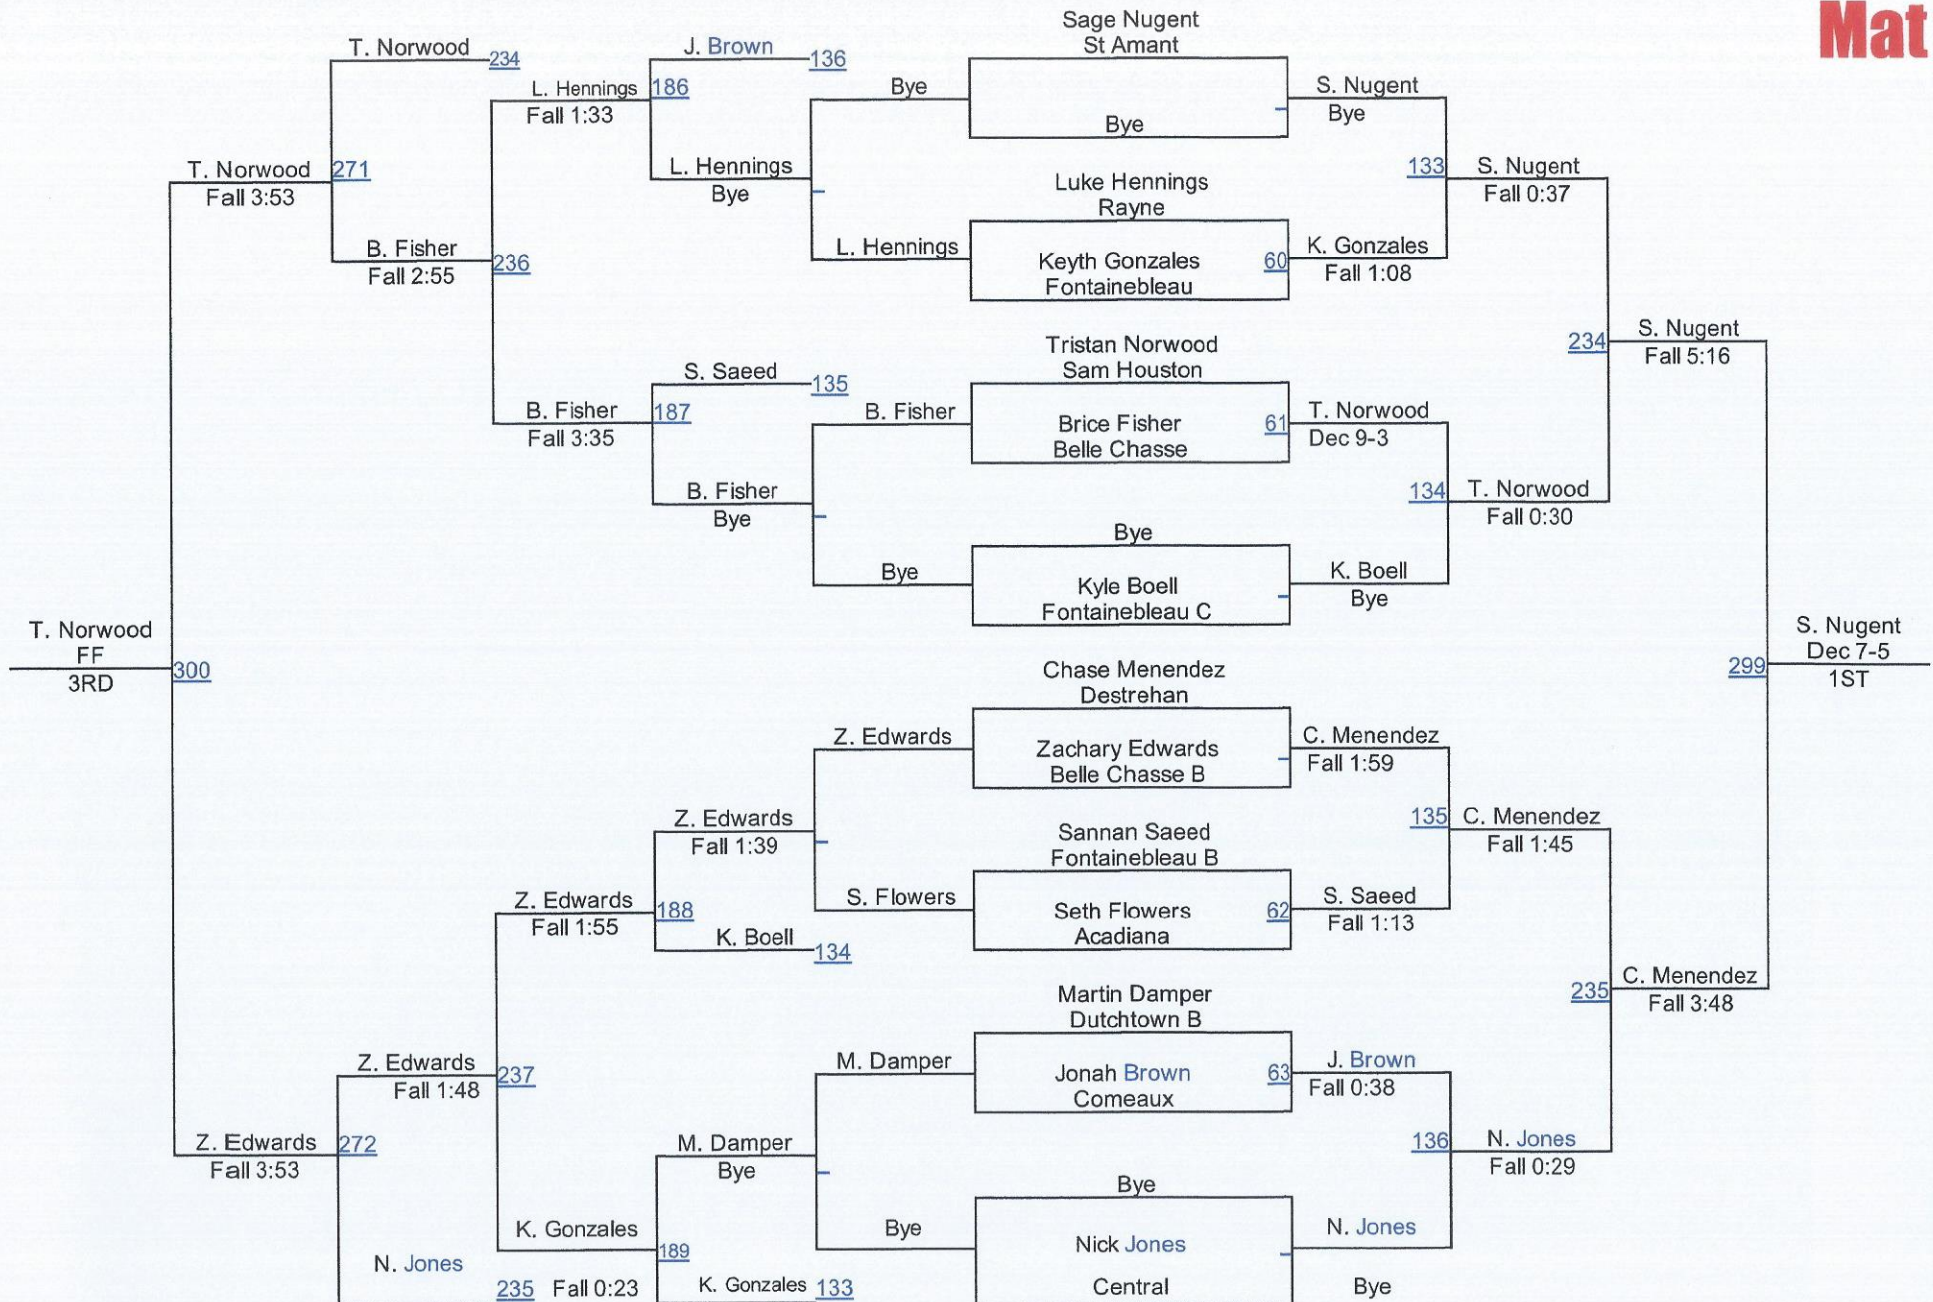 Mat
Sage Nugent
St Amant
T. Norwood
234
J. Brown
136
L. Hennings
186
Fall 1:33
Bye
Bye
S. Nugent
Bye
T. Norwood
271
Fall 3:53
L. Hennings
Bye
Luke Hennings
Rayne
133
S. Nugent
Fall 0:37
B. Fisher
Fall 2:55
236
L. Hennings
Keyth Gonzales
Fontainebleau
60
K. Gonzales
Fall 1:08
Tristan Norwood
Sam Houston
234
S. Nugent
Fall 5:16
S. Saeed
135
B. Fisher
187
Fall 3:35
B. Fisher
Brice Fisher
Belle Chasse
61
T. Norwood
Dec 9-3
B. Fisher
Bye
134
T. Norwood
Fall 0:30
Bye
Bye
Kyle Boell
Fontainebleau C
K. Boell
Bye
T. Norwood
FF
300
3RD
S. Nugent
Dec 7-5
299
1ST
Chase Menendez
Destrehan
Z. Edwards
Zachary Edwards
Belle Chasse B
C. Menendez
Fall 1:59
Z. Edwards
Fall 1:39
Sannan Saeed
Fontainebleau B
135
C. Menendez
Fall 1:45
Z. Edwards
188
Fall 1:55
K. Boell
134
S. Flowers
Seth Flowers
Acadiana
62
S. Saeed
Fall 1:13
Martin Damper
Dutchtown B
235
C. Menendez
Fall 3:48
Z. Edwards
237
Fall 1:48
M. Damper
Jonah Brown
Comeaux
63
J. Brown
Fall 0:38
Z. Edwards
272
Fall 3:53
M. Damper
Bye
136
N. Jones
Fall 0:29
Bye
K. Gonzales
189
Bye
Nick Jones
N. Jones
N. Jones
235
Fall 0:23
K. Gonzales
133
Central
Bye